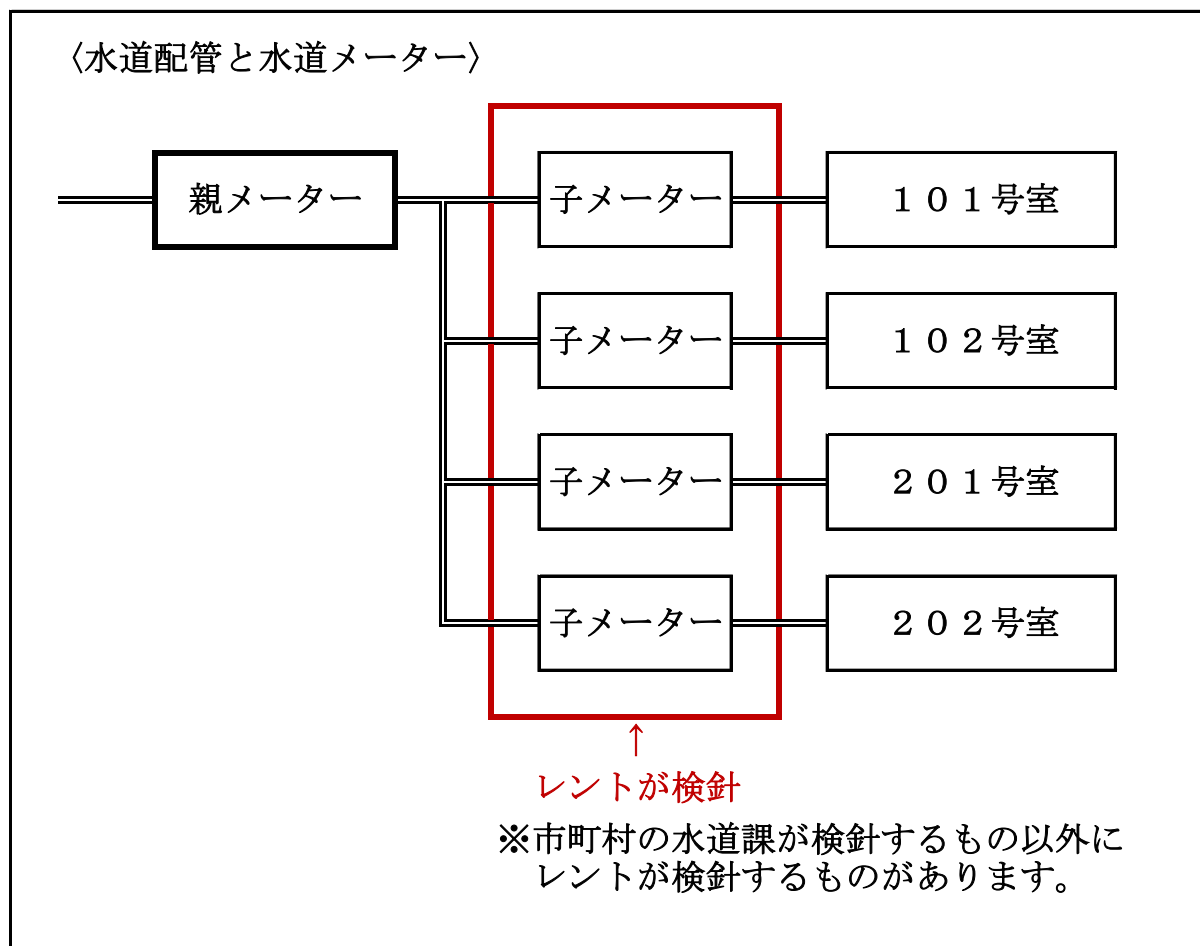 〈水道配管と水道メーター〉
親メーター
子メーター
１０１号室
子メーター
１０２号室
子メーター
２０１号室
子メーター
２０２号室
↑
レントが検針
※市町村の水道課が検針するもの以外に
レントが検針するものがあります。